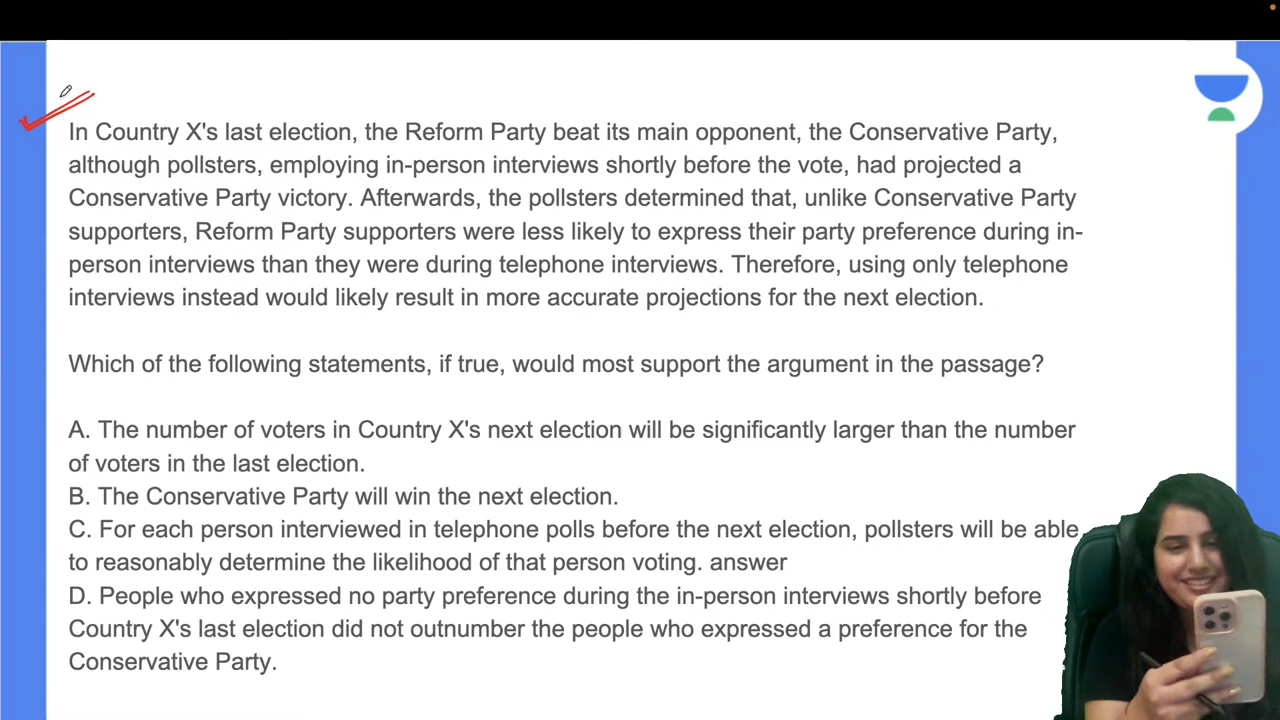 In Country X's last election, the Reform Party beat its main opponent, the Conservative Party,
although pollsters, employing in-person interviews shortly before the vote, had projected a
Conservative Party victory. Afterwards, the pollsters determined that, unlike Conservative Party
supporters, Reform Party supporters were less likely to express their party preference during in-
person interviews than they were during telephone interviews. Therefore, using only telephone
interviews instead would likely result in more accurate projections for the next election.
Which of the following statements, if true, would most support the argument in the passage?
A. The number of voters in Country X's next election will be significantly larger than the number
of voters in the last election.
B. The Conservative Party will win the next election.
C. For each person interviewed in telephone polls before the next election, pollsters will be able
to reasonably determine the likelihood of that person voting. answer
D. People who expressed no party preference during the in-person interviews shortly before
Country X's last election did not outnumber the people who expressed a preference for the
Conservative Party.